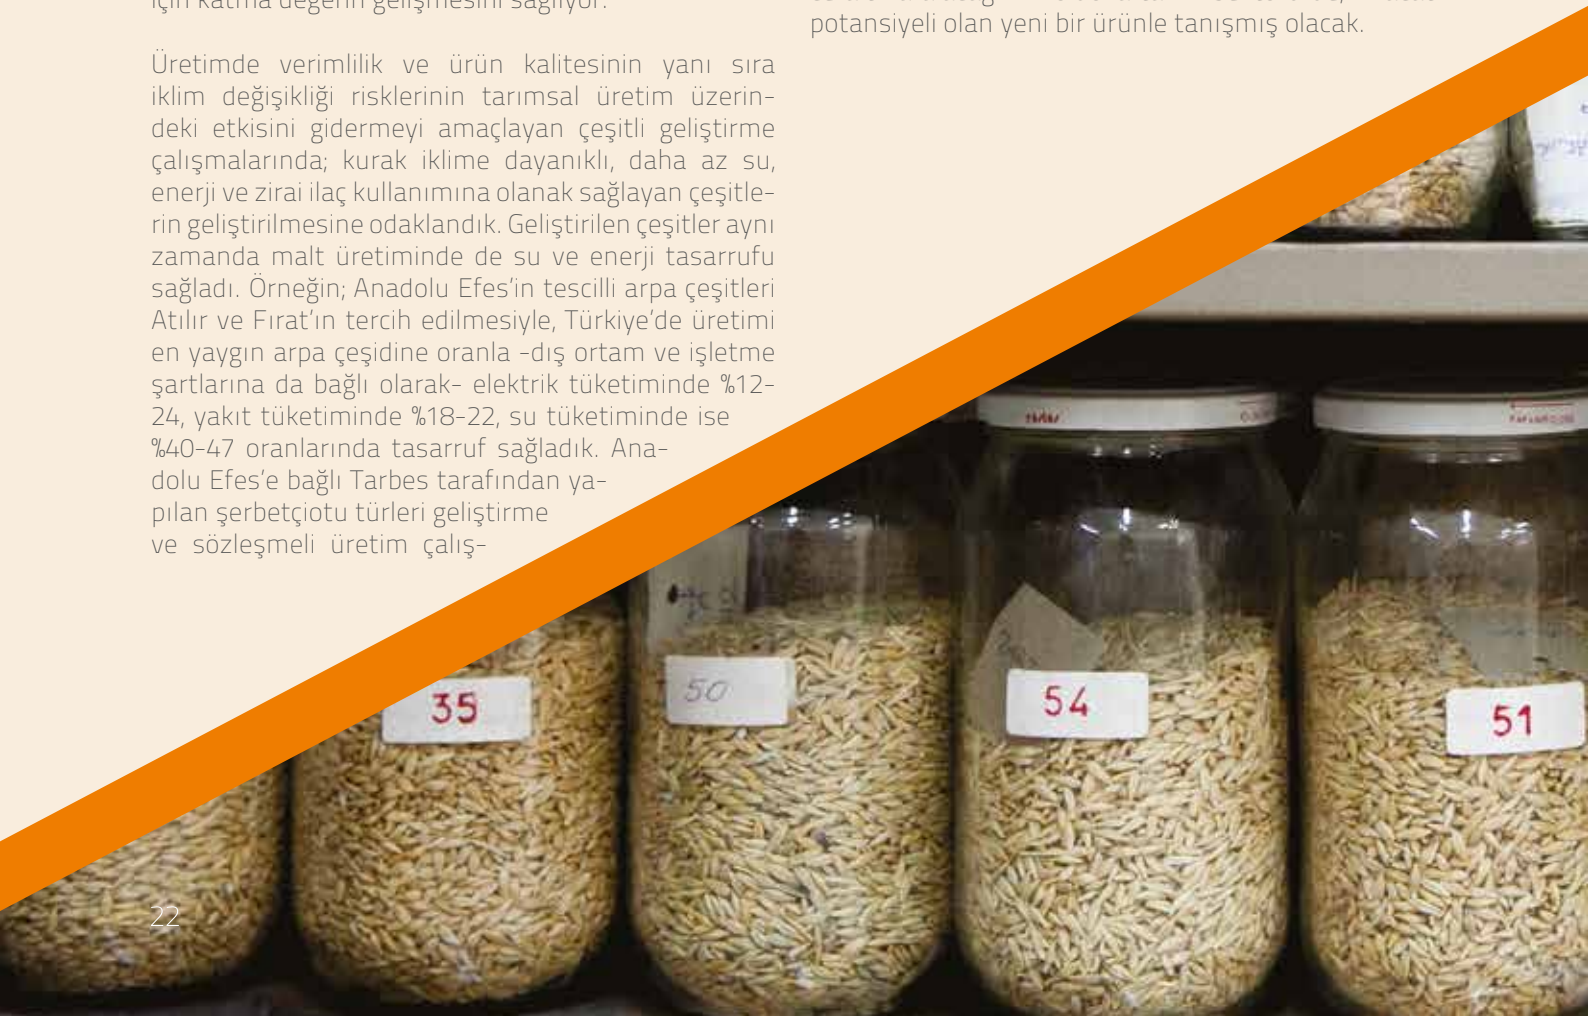 için katma değerin gelişmesini sağlıyor.
Üretimde verimlilik ve ürün kalitesinin yanı sıra
iklim değişikliği risklerinin tarımsal üretim üzerin-
deki etkisini gidermeyi amaçlayan çeşitli geliştirme
çalışmalarında; kurak iklime dayanıklı, daha az su,
enerji ve zirai ilaç kullanımına olanak sağlayan çeşitle-
rin geliştirilmesine odaklandık. Geliştirilen çeşitler aynı
zamanda malt üretiminde de su ve enerji tasarrufu
sağladı. Örneğin; Anadolu Efes’in tescilli arpa çeşitleri
Atılır ve Fırat’ın tercih edilmesiyle, Türkiye’de üretimi
en yaygın arpa çeşidine oranla -dış ortam ve işletme
şartlarına da bağlı olarak- elektrik tüketiminde %12-
24, yakıt tüketiminde %18-22, su tüketiminde ise
%40-47 oranlarında tasarruf sağladık. Ana-
dolu Efes’e bağlı Tarbes tarafından ya-
pılan şerbetçiotu türleri geliştirme
ve sözleşmeli üretim çalış-
potansiyeli olan yeni bir ürünle tanışmış olacak.
35
50
54
51
22